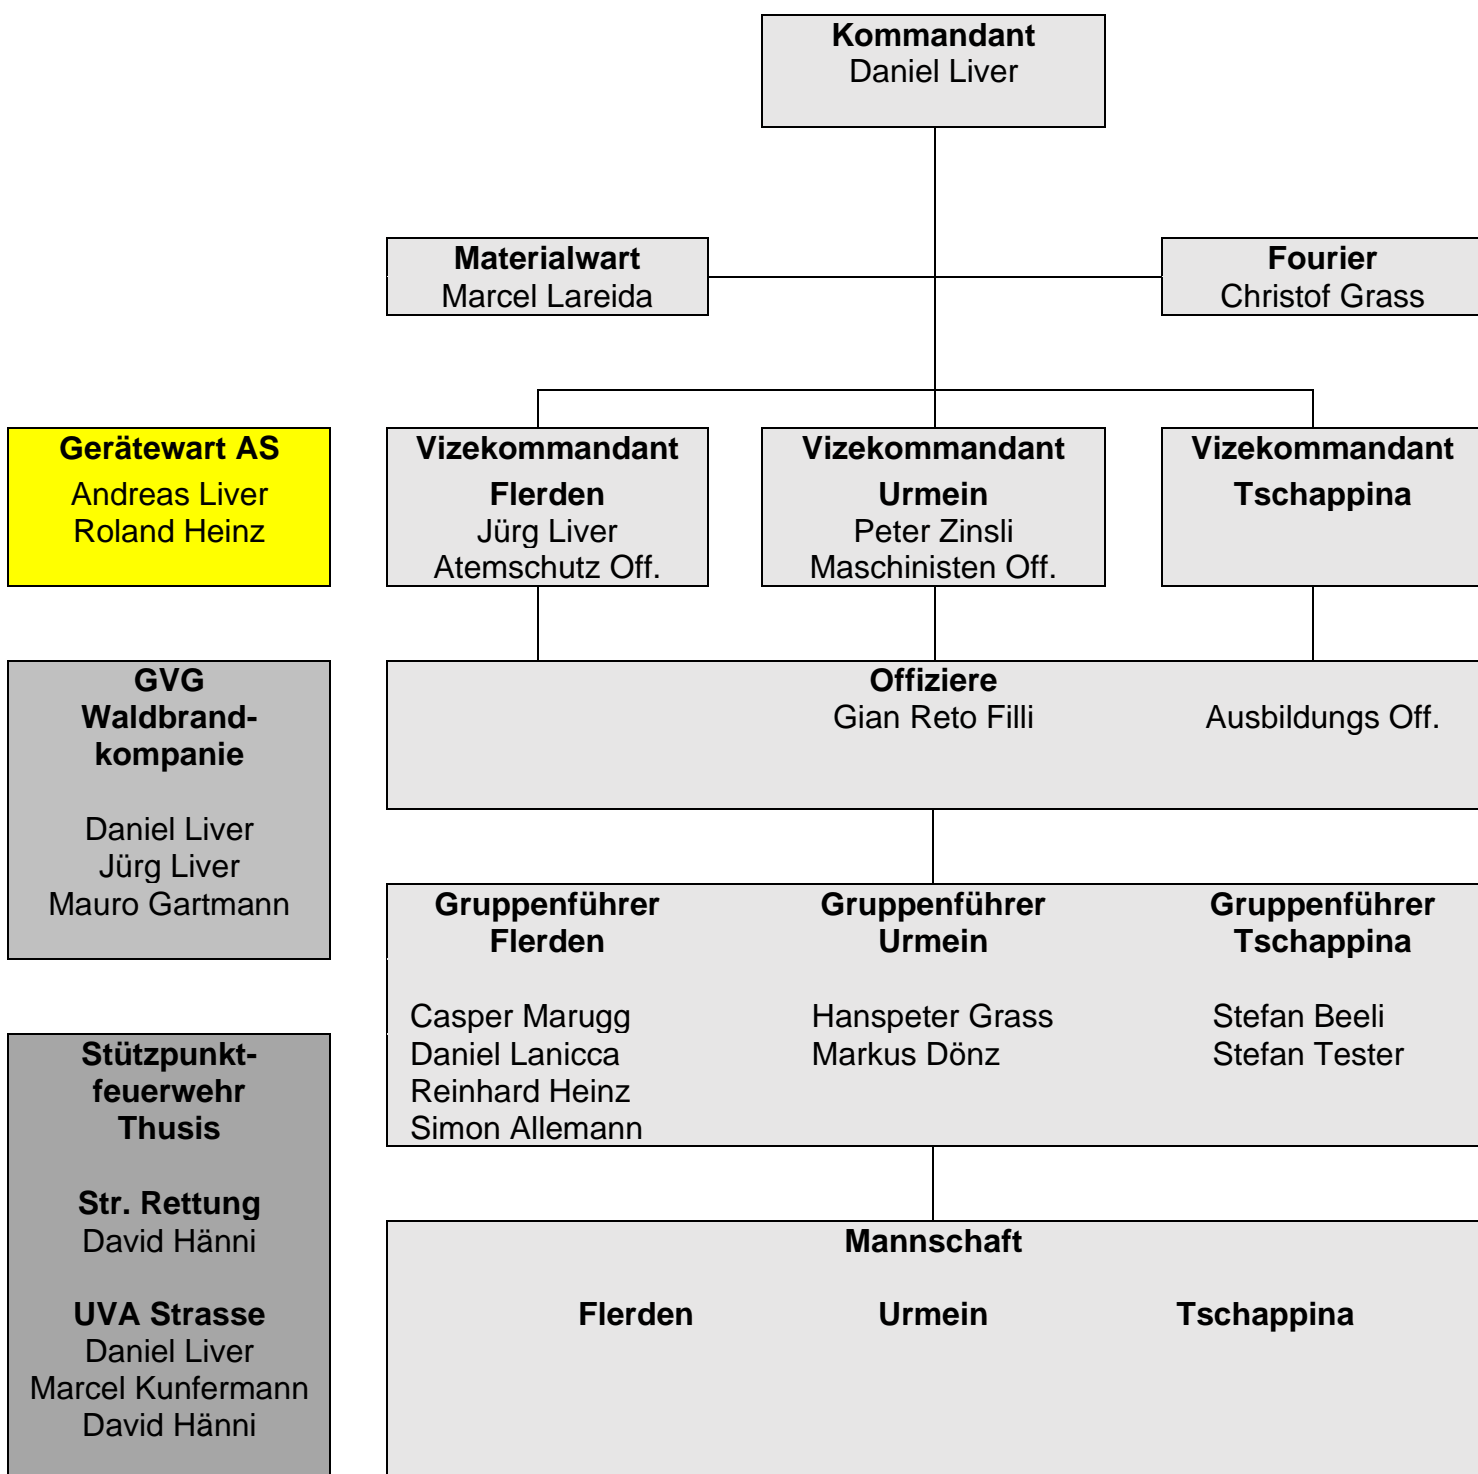 Kommandant
Daniel Liver
Materialwart
Marcel Lareida
Fourier
Christof Grass
Gerätewart AS
Andreas Liver
Roland Heinz
Vizekommandant
Flerden
Jürg Liver
Atemschutz Off.
Vizekommandant
Urmein
Peter Zinsli
Maschinisten Off.
Vizekommandant
Tschappina
GVG
Waldbrand-
kompanie
Daniel Liver
Jürg Liver
Mauro Gartmann
Offiziere
Gian Reto Filli
Ausbildungs Off.
Gruppenführer
Flerden
Casper Marugg
Daniel Lanicca
Reinhard Heinz
Simon Allemann
Gruppenführer
Urmein
Hanspeter Grass
Markus Dönz
Gruppenführer
Tschappina
Stefan Beeli
Stefan Tester
Stützpunkt-
feuerwehr
Thusis
Str. Rettung
David Hänni
UVA Strasse
Daniel Liver
Marcel Kunfermann
David Hänni
Mannschaft
Flerden
Urmein
Tschappina